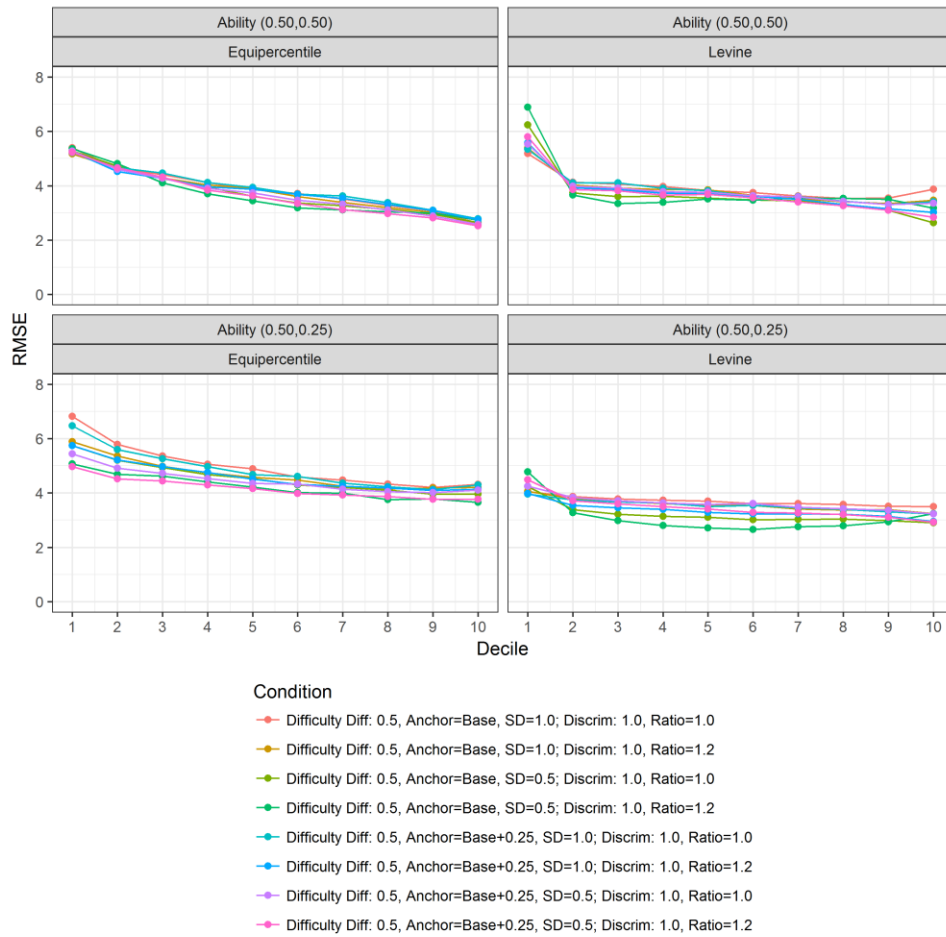 Ability (0.50,0.50)
Ability (0.50,0.50)
Equipercentile
Levine
8
6
4
2
0
Ability (0.50,0.25)
Ability (0.50,0.25)
Equipercentile
Levine
8
6
4
2
0
RMSE
1 2 3 4 5 6 7 8 9 10
1 2 3 4 5 6 7 8 9 10
Decile
Condition
Difficulty Diff: 0.5, Anchor=Base, SD=1.0; Discrim: 1.0, Ratio=1.0
Difficulty Diff: 0.5, Anchor=Base, SD=1.0; Discrim: 1.0, Ratio=1.2
Difficulty Diff: 0.5, Anchor=Base, SD=0.5; Discrim: 1.0, Ratio=1.0
Difficulty Diff: 0.5, Anchor=Base, SD=0.5; Discrim: 1.0, Ratio=1.2
Difficulty Diff: 0.5, Anchor=Base+0.25, SD=1.0; Discrim: 1.0, Ratio=1.0
Difficulty Diff: 0.5, Anchor=Base+0.25, SD=1.0; Discrim: 1.0, Ratio=1.2
Difficulty Diff: 0.5, Anchor=Base+0.25, SD=0.5; Discrim: 1.0, Ratio=1.0
Difficulty Diff: 0.5, Anchor=Base+0.25, SD=0.5; Discrim: 1.0, Ratio=1.2